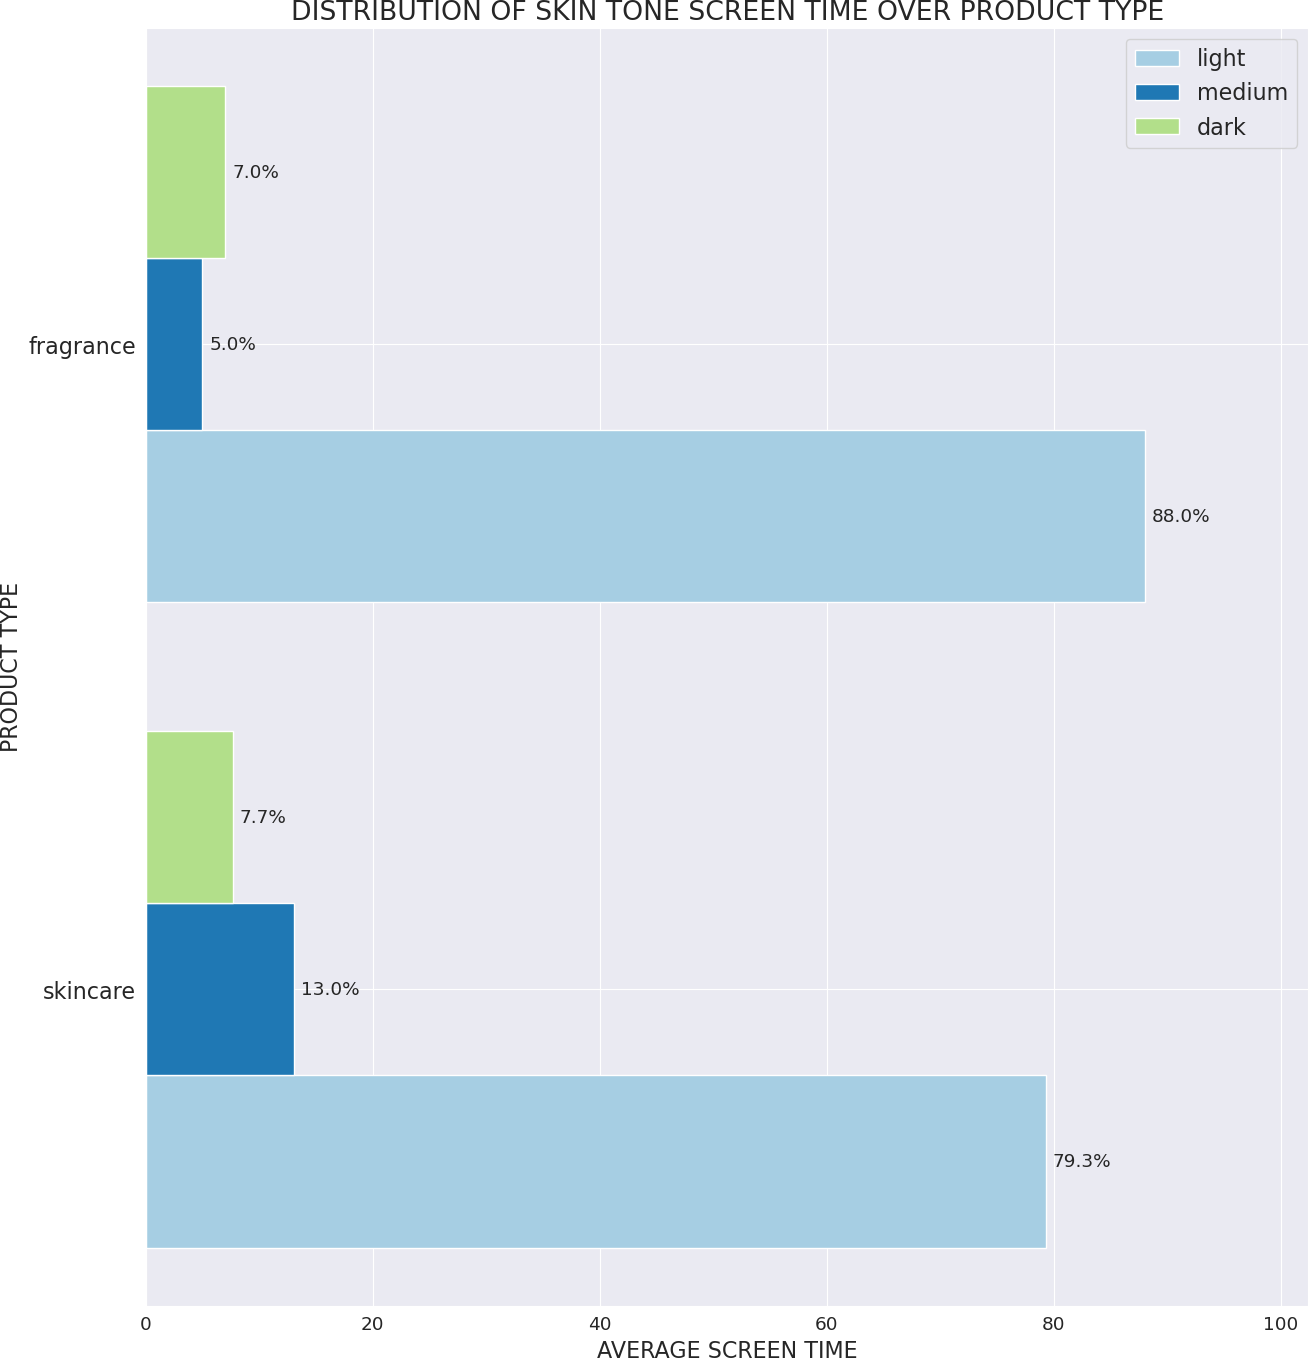 DISTRIBUTION OF SKIN TONE SCREEN TIME OVER PRODUCT TYPE
light
medium
dark
7.0%
fragrance
5.0%
88.0%
PRODUCT TYPE
7.7%
skincare
13.0%
79.3%
0 20 40 60 80 100
AVERAGE SCREEN TIME